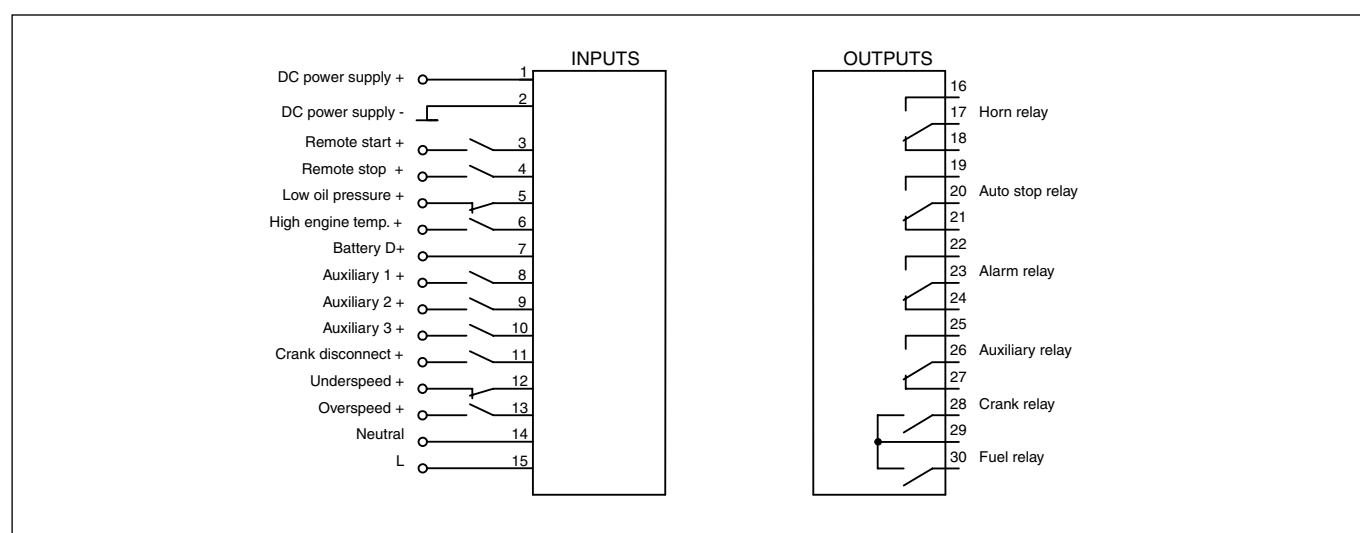 INPUTS
DC power supply + 1
DC power supply - 2
Remote start + 3
Remote stop + 4
Low oil pressure + 5
High engine temp. + 6
Battery D+ 7
Auxiliary 1 + 8
Auxiliary 2 + 9
Auxiliary 3 + 10
Crank disconnect + 11
Underspeed + 12
Overspeed + 13
Neutral 14
L 15
OUTPUTS
16
17 Horn relay
18
19
20 Auto stop relay
21
22
23 Alarm relay
24
25
26 Auxiliary relay
27
28 Crank relay
29
30 Fuel relay